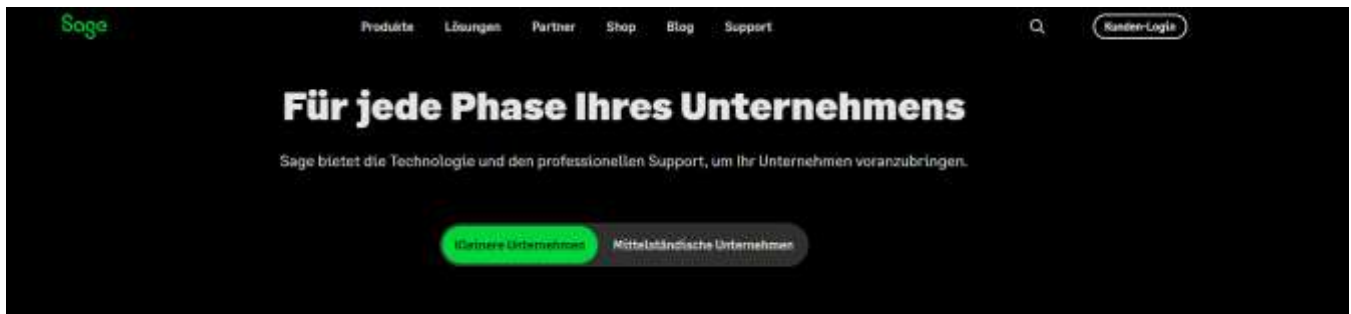 Sage
Produkte Lösungen Partner Shop Blog Support
Kunden-Login
Für jede Phase Ihres Unternehmens
Sage bietet die Technologie und den professionellen Support, um Ihr Unternehmen voranzubringen.
Kleinere Unternehmen Mittelständische Unternehmen